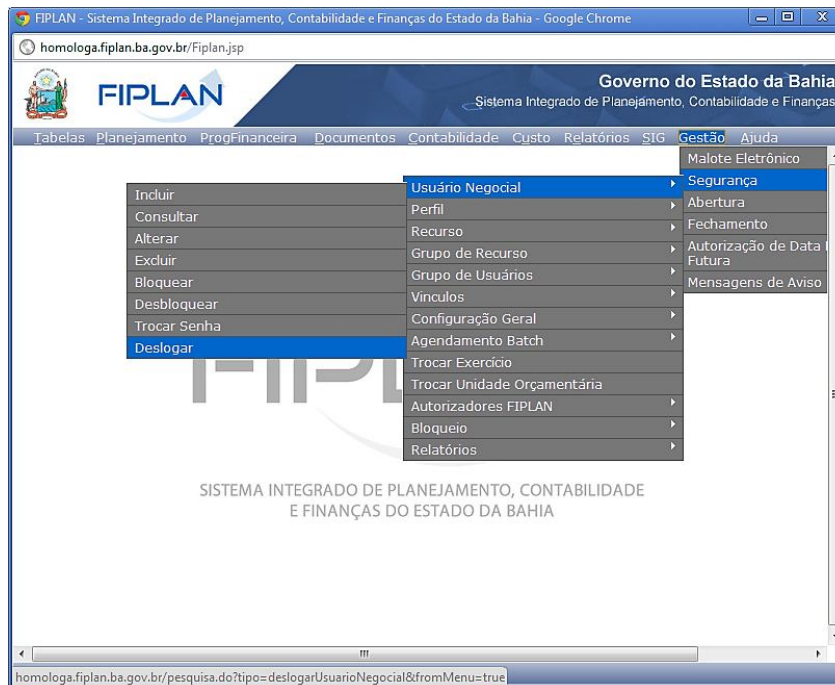 FIPLAN - Sistema Integrado de Planejamento, Contabilidade e Finanças do Estado da Bahia - Google Chrome
homologa.fiplan.ba.gov.br/Fiplan.jsp
FIPLAN
Governo do Estado da Bahia
Sistema Integrado de Planejamento, Contabilidade e Finanças
Tabelas Planejamento ProgFinanceira Documentos Contabilidade Custo Relatórios SIG Gestão Ajuda
Malote Eletrônico
Segurança
Abertura
Fechamento
Autorização de Data
Futura
Mensagens de Aviso
Usuário Negocial
Perfil
Recurso
Grupo de Recurso
Grupo de Usuários
Vinculos
Configuração Geral
Agendamento Batch
Trocar Exercício
Trocar Unidade Orçamentária
Autorizadores FIPLAN
Bloqueio
Relatórios
Incluir
Consultar
Alterar
Excluir
Bloquear
Desbloquear
Trocar Senha
Deslogar
SISTEMA INTEGRADO DE PLANEJAMENTO, CONTABILIDADE
E FINANÇAS DO ESTADO DA BAHIA
homologa.fiplan.ba.gov.br/pesquisa.do?tipo=deslogarUsuarioNegocial&fromMenu=true